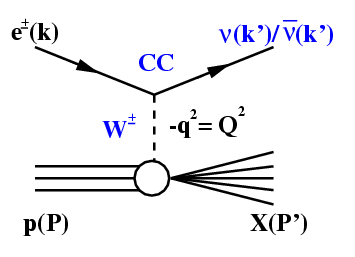 e±(k)
ν(k')/ν̅(k')
CC
W±
-q²= Q²
p(P)
X(P')